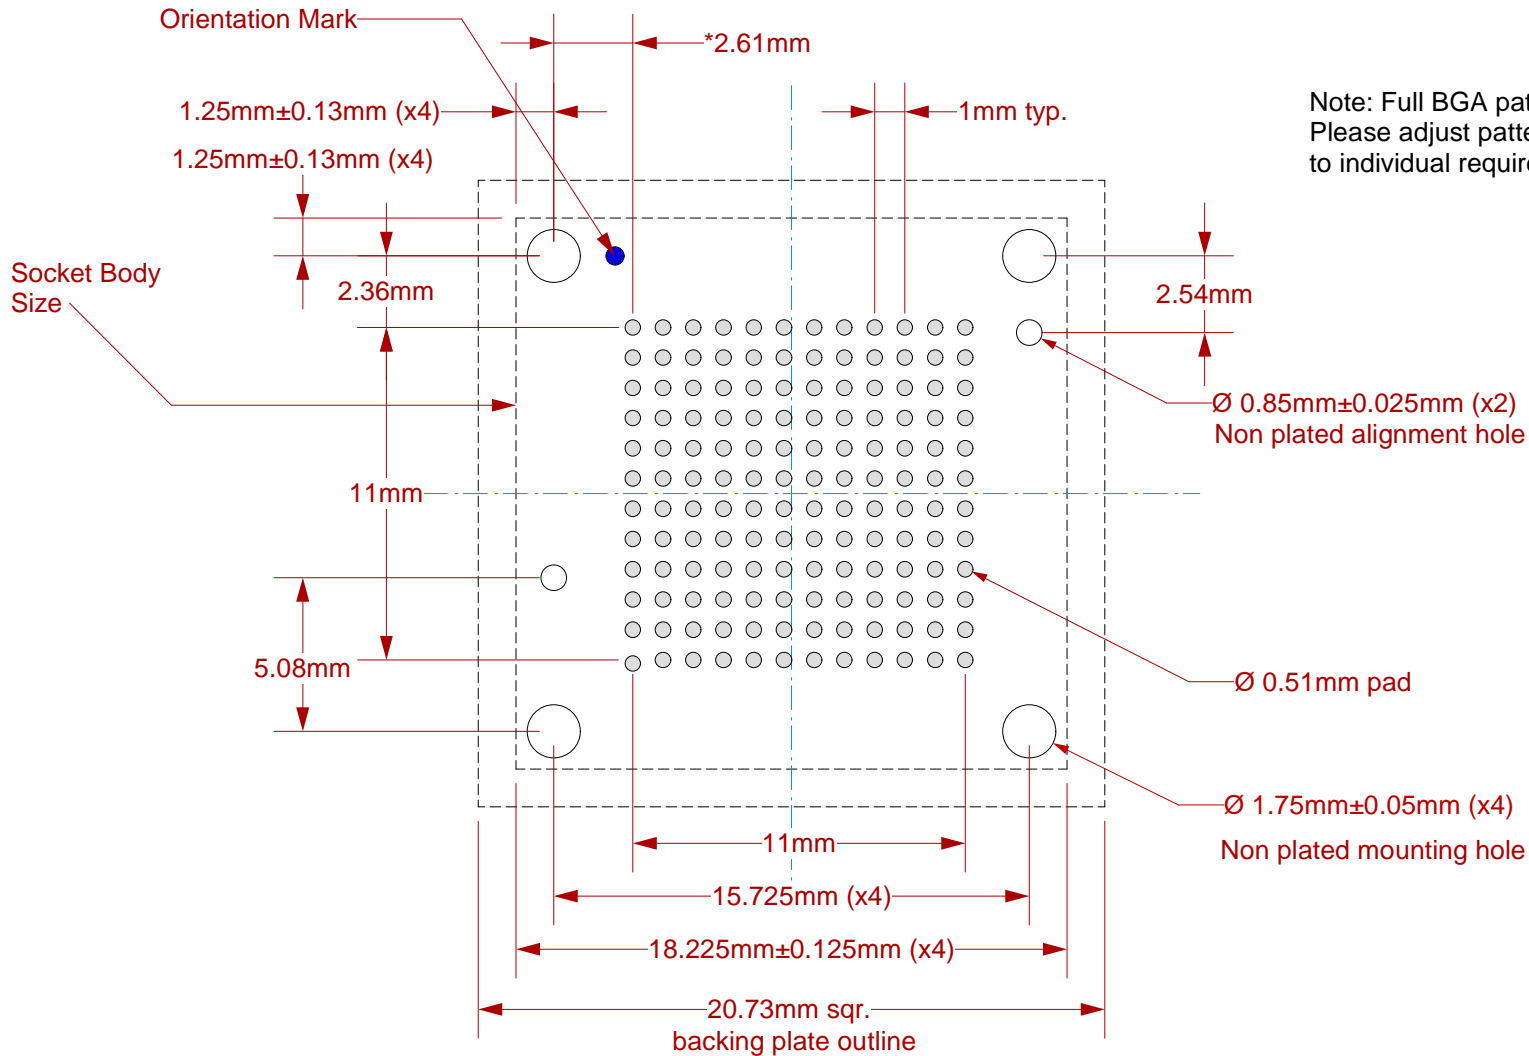 Orientation Mark
*2.61mm
1.25mm±0.13mm (x4)
1mm typ.
Note: Full BGA
Please adjust
to individual
1.25mm±0.13mm (x4)
Socket Body
Size
2.36mm
2.54mm
Ø 0.85mm±0.025mm (x2)
Non plated alignment hole
11mm
5.08mm
Ø 0.51mm pad
Ø 1.75mm±0.05mm (x4)
Non plated mounting hole
11mm
15.725mm (x4)
18.225mm±0.125mm (x4)
20.73mm sqr.
backing plate outline